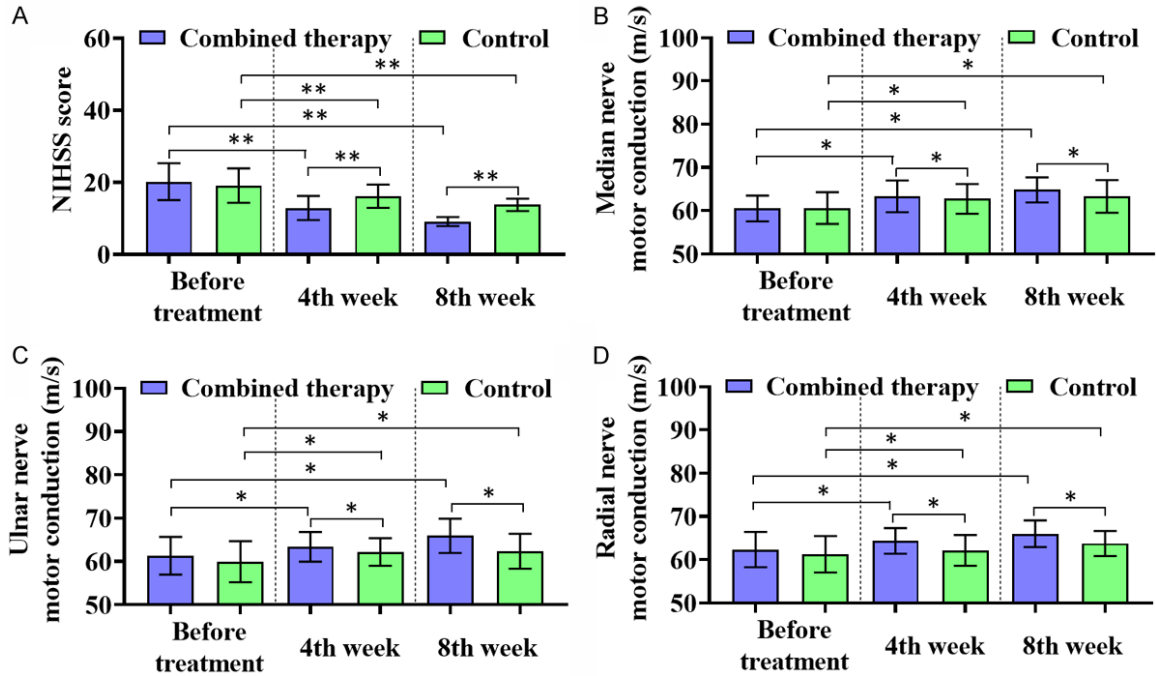 A
Combined therapy Control
NIHSS score
60
40
20
0
** ** ** ** ** **
Before treatment
4th week
8th week
B
Combined therapy Control
Median nerve
motor conduction (m/s)
100
90
80
70
60
50
* * * * * *
Before treatment
4th week
8th week
C
Combined therapy Control
Ulnar nerve
motor conduction (m/s)
100
90
80
70
60
50
* * * * * *
Before treatment
4th week
8th week
D
Combined therapy Control
Radial nerve
motor conduction (m/s)
100
90
80
70
60
50
* * * * * *
Before treatment
4th week
8th week